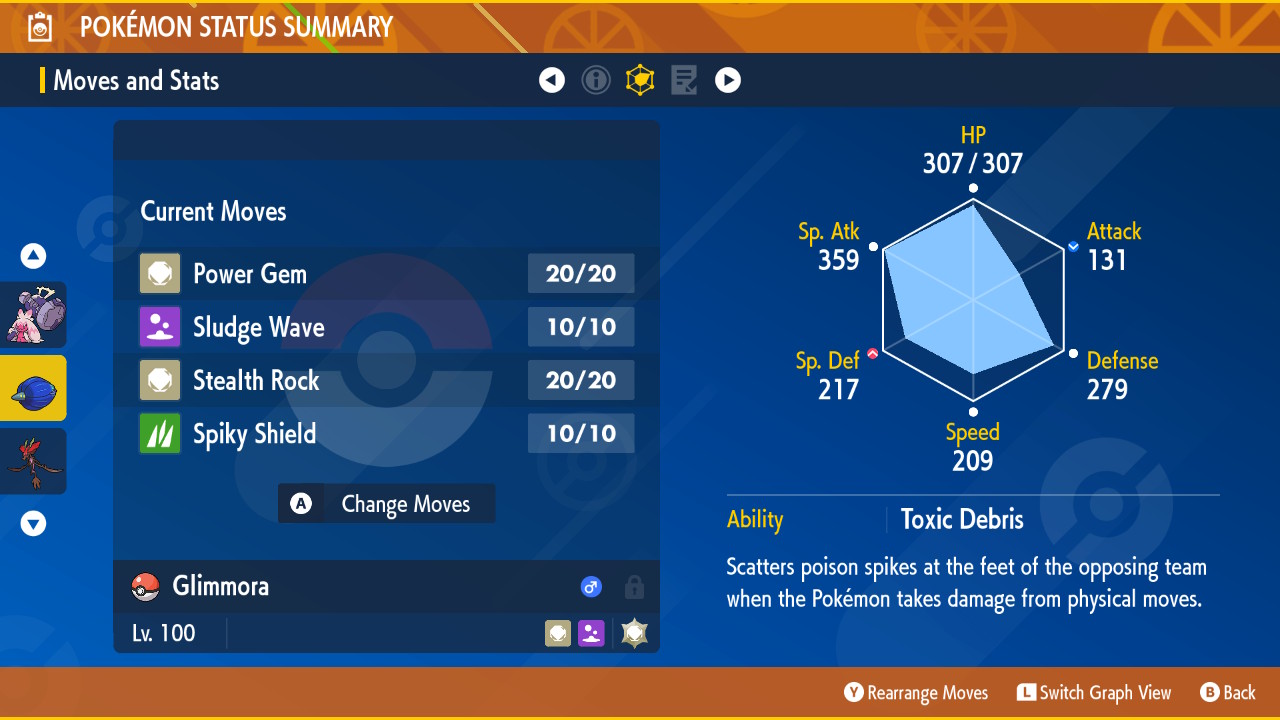 POKÉMON STATUS SUMMARY
Moves and Stats
Current Moves
Power Gem 20/20
Sludge Wave 10/10
Stealth Rock 20/20
Spiky Shield 10/10
A Change Moves
Glimmora
Lv. 100
HP
307 / 307
Sp. Atk
359
Attack
131
Sp. Def
217
Defense
279
Speed
209
Ability Toxic Debris
Scatters poison spikes at the feet of the opposing team
when the Pokémon takes damage from physical moves.
Y Rearrange Moves L Switch Graph View B Back